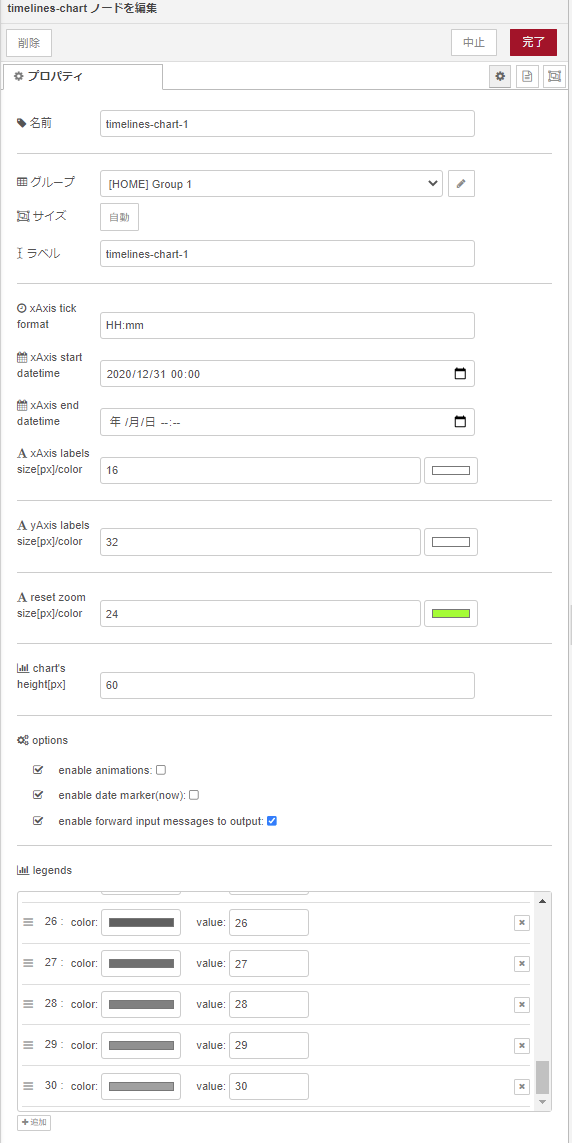 timelines-chart ノードを編集
削除
中止
完了
プロパティ
名前
timelines-chart-1
グループ
[HOME] Group 1
サイズ
自動
ラベル
timelines-chart-1
xAxis tick
format
HH:mm
xAxis start
datetime
2020/12/31 00:00
xAxis end
datetime
年 /月/日 --:--
xAxis labels
size[px]/color
16
yAxis labels
size[px]/color
32
reset zoom
size[px]/color
24
chart's
height[px]
60
options
enable animations:
enable date marker(now):
enable forward input messages to output:
legends
26 : color: value: 26
27 : color: value: 27
28 : color: value: 28
29 : color: value: 29
30 : color: value: 30
追加